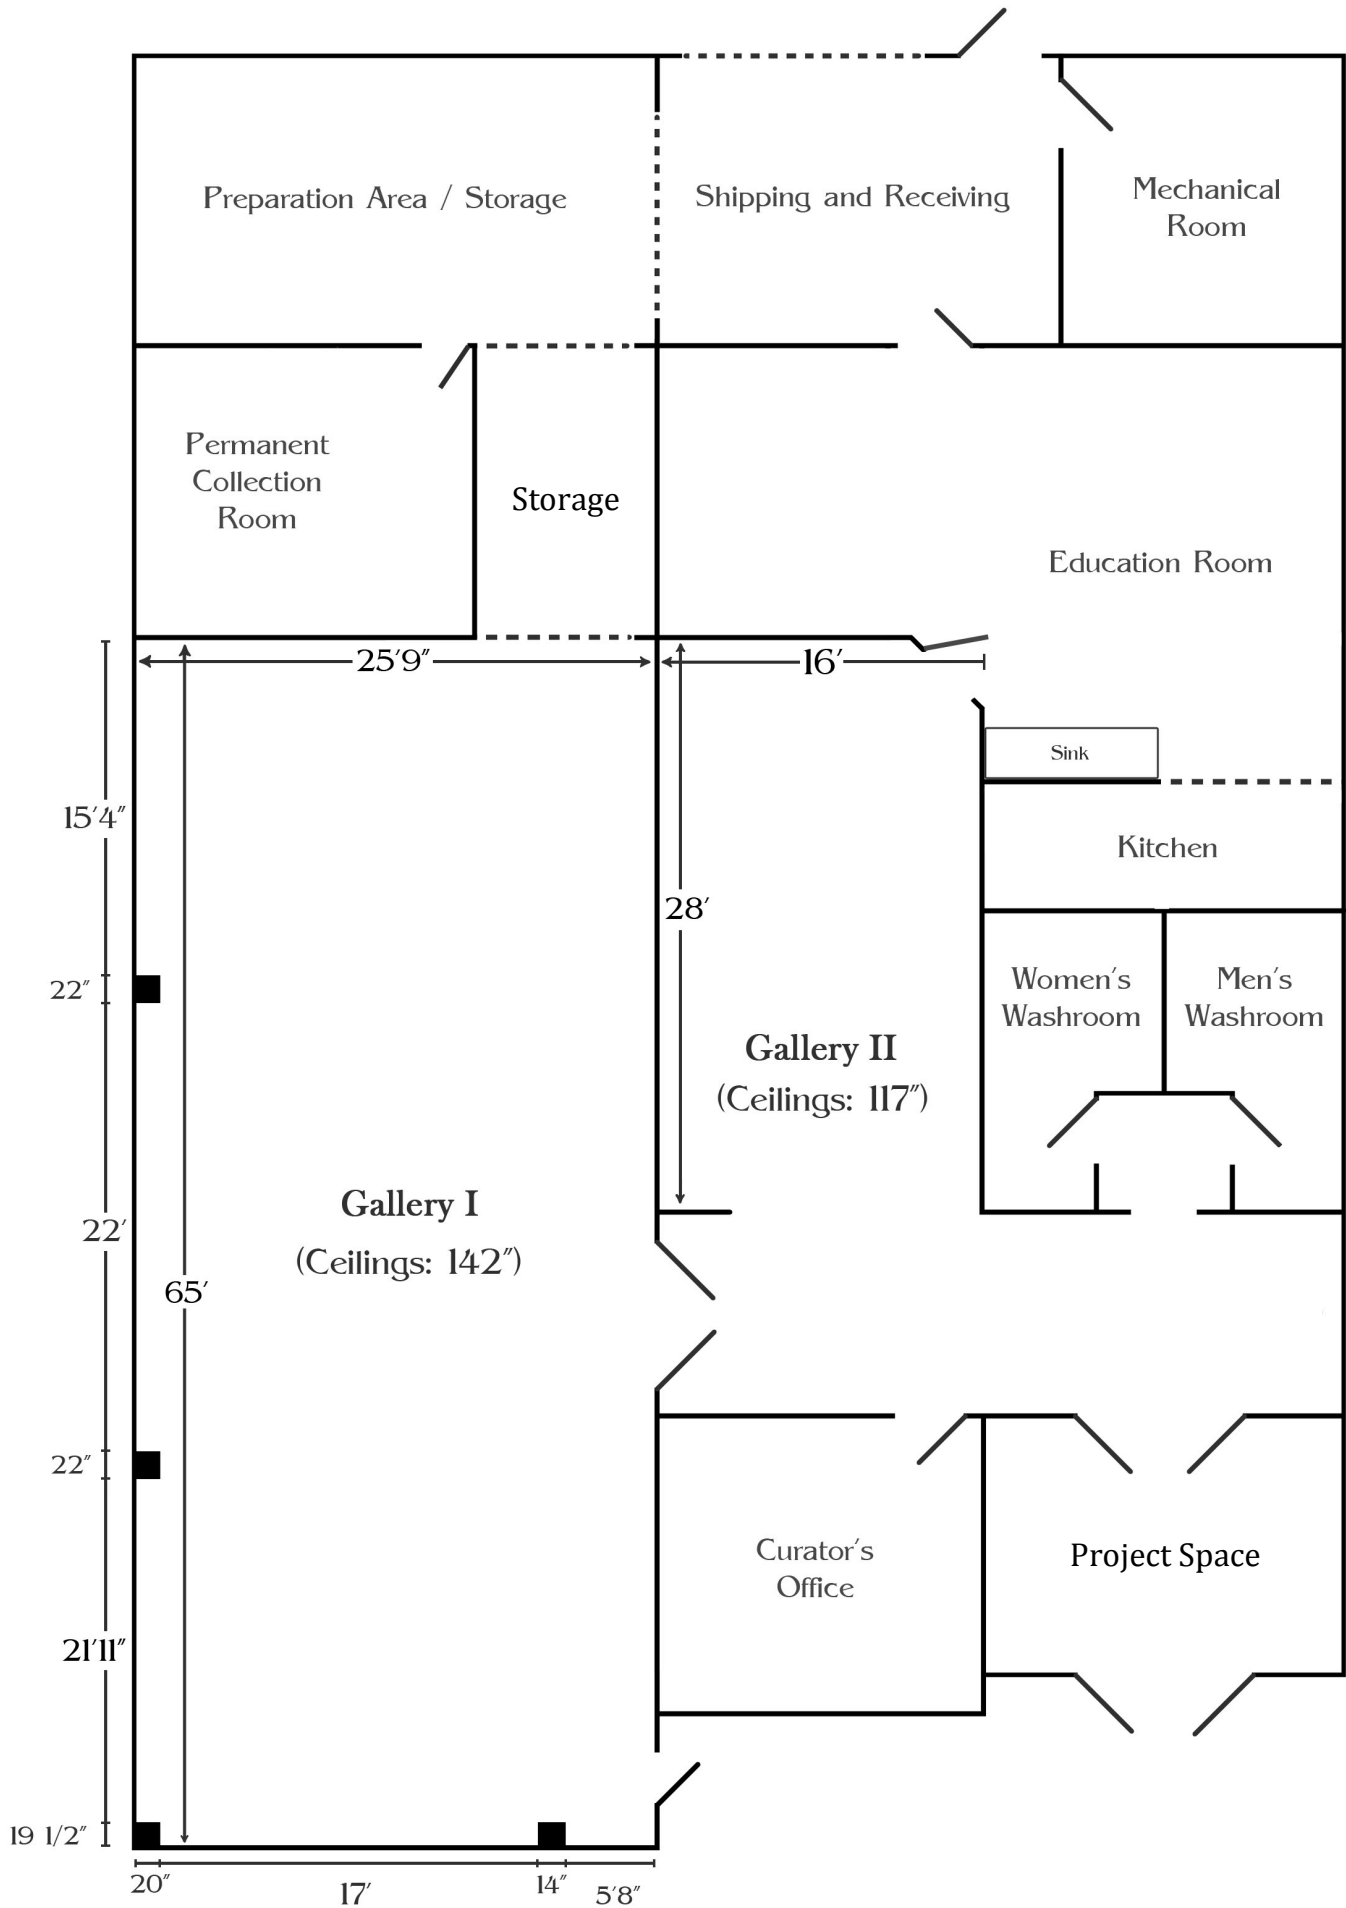 Preparation Area / Storage
Shipping and Receiving
Mechanical
Room
Permanent
Collection
Room
Storage
Education Room
25'9"
16'
Sink
15'4"
Kitchen
28'
22"
Women's
Washroom
Men's
Washroom
Gallery II
(Ceilings: 117")
Gallery I
(Ceilings: 142")
22'
65'
22"
Curator's
Office
Project Space
21'11"
19 1/2"
20"
17'
14"
5'8"